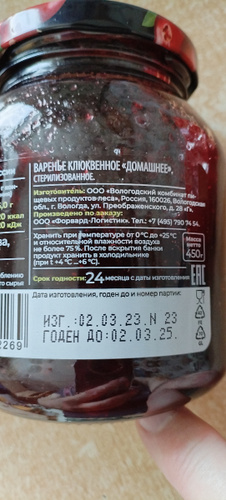 ВАРЕНЬЕ КЛЮКВЕННОЕ «ДОМАШНЕЕ»,
СТЕРИЛИЗОВАННОЕ.
Изготовитель: ООО «Вологодский комбинат пи-
щевых продуктов леса», Россия, 160026, Вологодская
обл., г. Вологда, ул. Преображенского, д. 28 «Г».
Произведено по заказу:
ООО «Форвард-Логистик». Тел.: +7 (495) 790 74 54.
Хранить при температуре от 0 °С до +25 °С
и относительной влажности воздуха
не более 75 %. После вскрытия банки
продукт хранить в холодильнике
(при t +4 °С ...+6 °С).
Масса
нетто
450 г
Срок годности: 24 месяца с даты изготовления.
EAC
Дата изготовления, годен до и номер партии:
ИЗГ.:02.03.23.N 23
ГОДЕН ДО:02.03.25.
2269